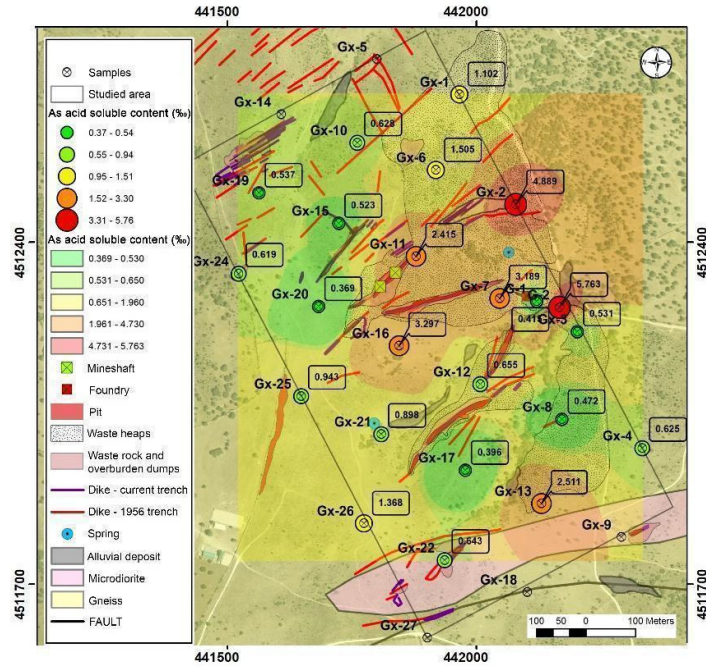 441500
442000
4512400
4511700
Samples
Studied area
As acid soluble content (‰)
0.37 - 0.54
0.55 - 0.94
0.95 - 1.51
1.52 - 3.30
3.31 - 5.76
As acid soluble content (‰)
0.369 - 0.530
0.531 - 0.650
0.651 - 1.960
1.961 - 4.730
4.731 - 5.763
Mineshaft
Foundry
Pit
Waste heaps
Waste rock and
overburden dumps
Dike - current trench
Dike - 1956 trench
Spring
Alluvial deposit
Microdiorite
Gneiss
FAULT
Gx-5
Gx-1
1.102
Gx-14
Gx-10
0.628
Gx-6
1.505
Gx-19
0.537
Gx-2
4.889
Gx-15
0.523
Gx-11
2.415
Gx-24
0.619
Gx-7
3.189
G-1
G-2
5.763
Gx-20
0.369
Gx-3
0.531
Gx-16
3.297
Gx-12
0.655
Gx-25
0.943
Gx-8
0.472
Gx-21
0.898
Gx-4
0.625
Gx-17
0.396
Gx-13
2.511
Gx-26
1.368
Gx-9
Gx-22
0.643
Gx-18
Gx-27
100 50 0 100 Meters
441500
442000
4512400
4511700